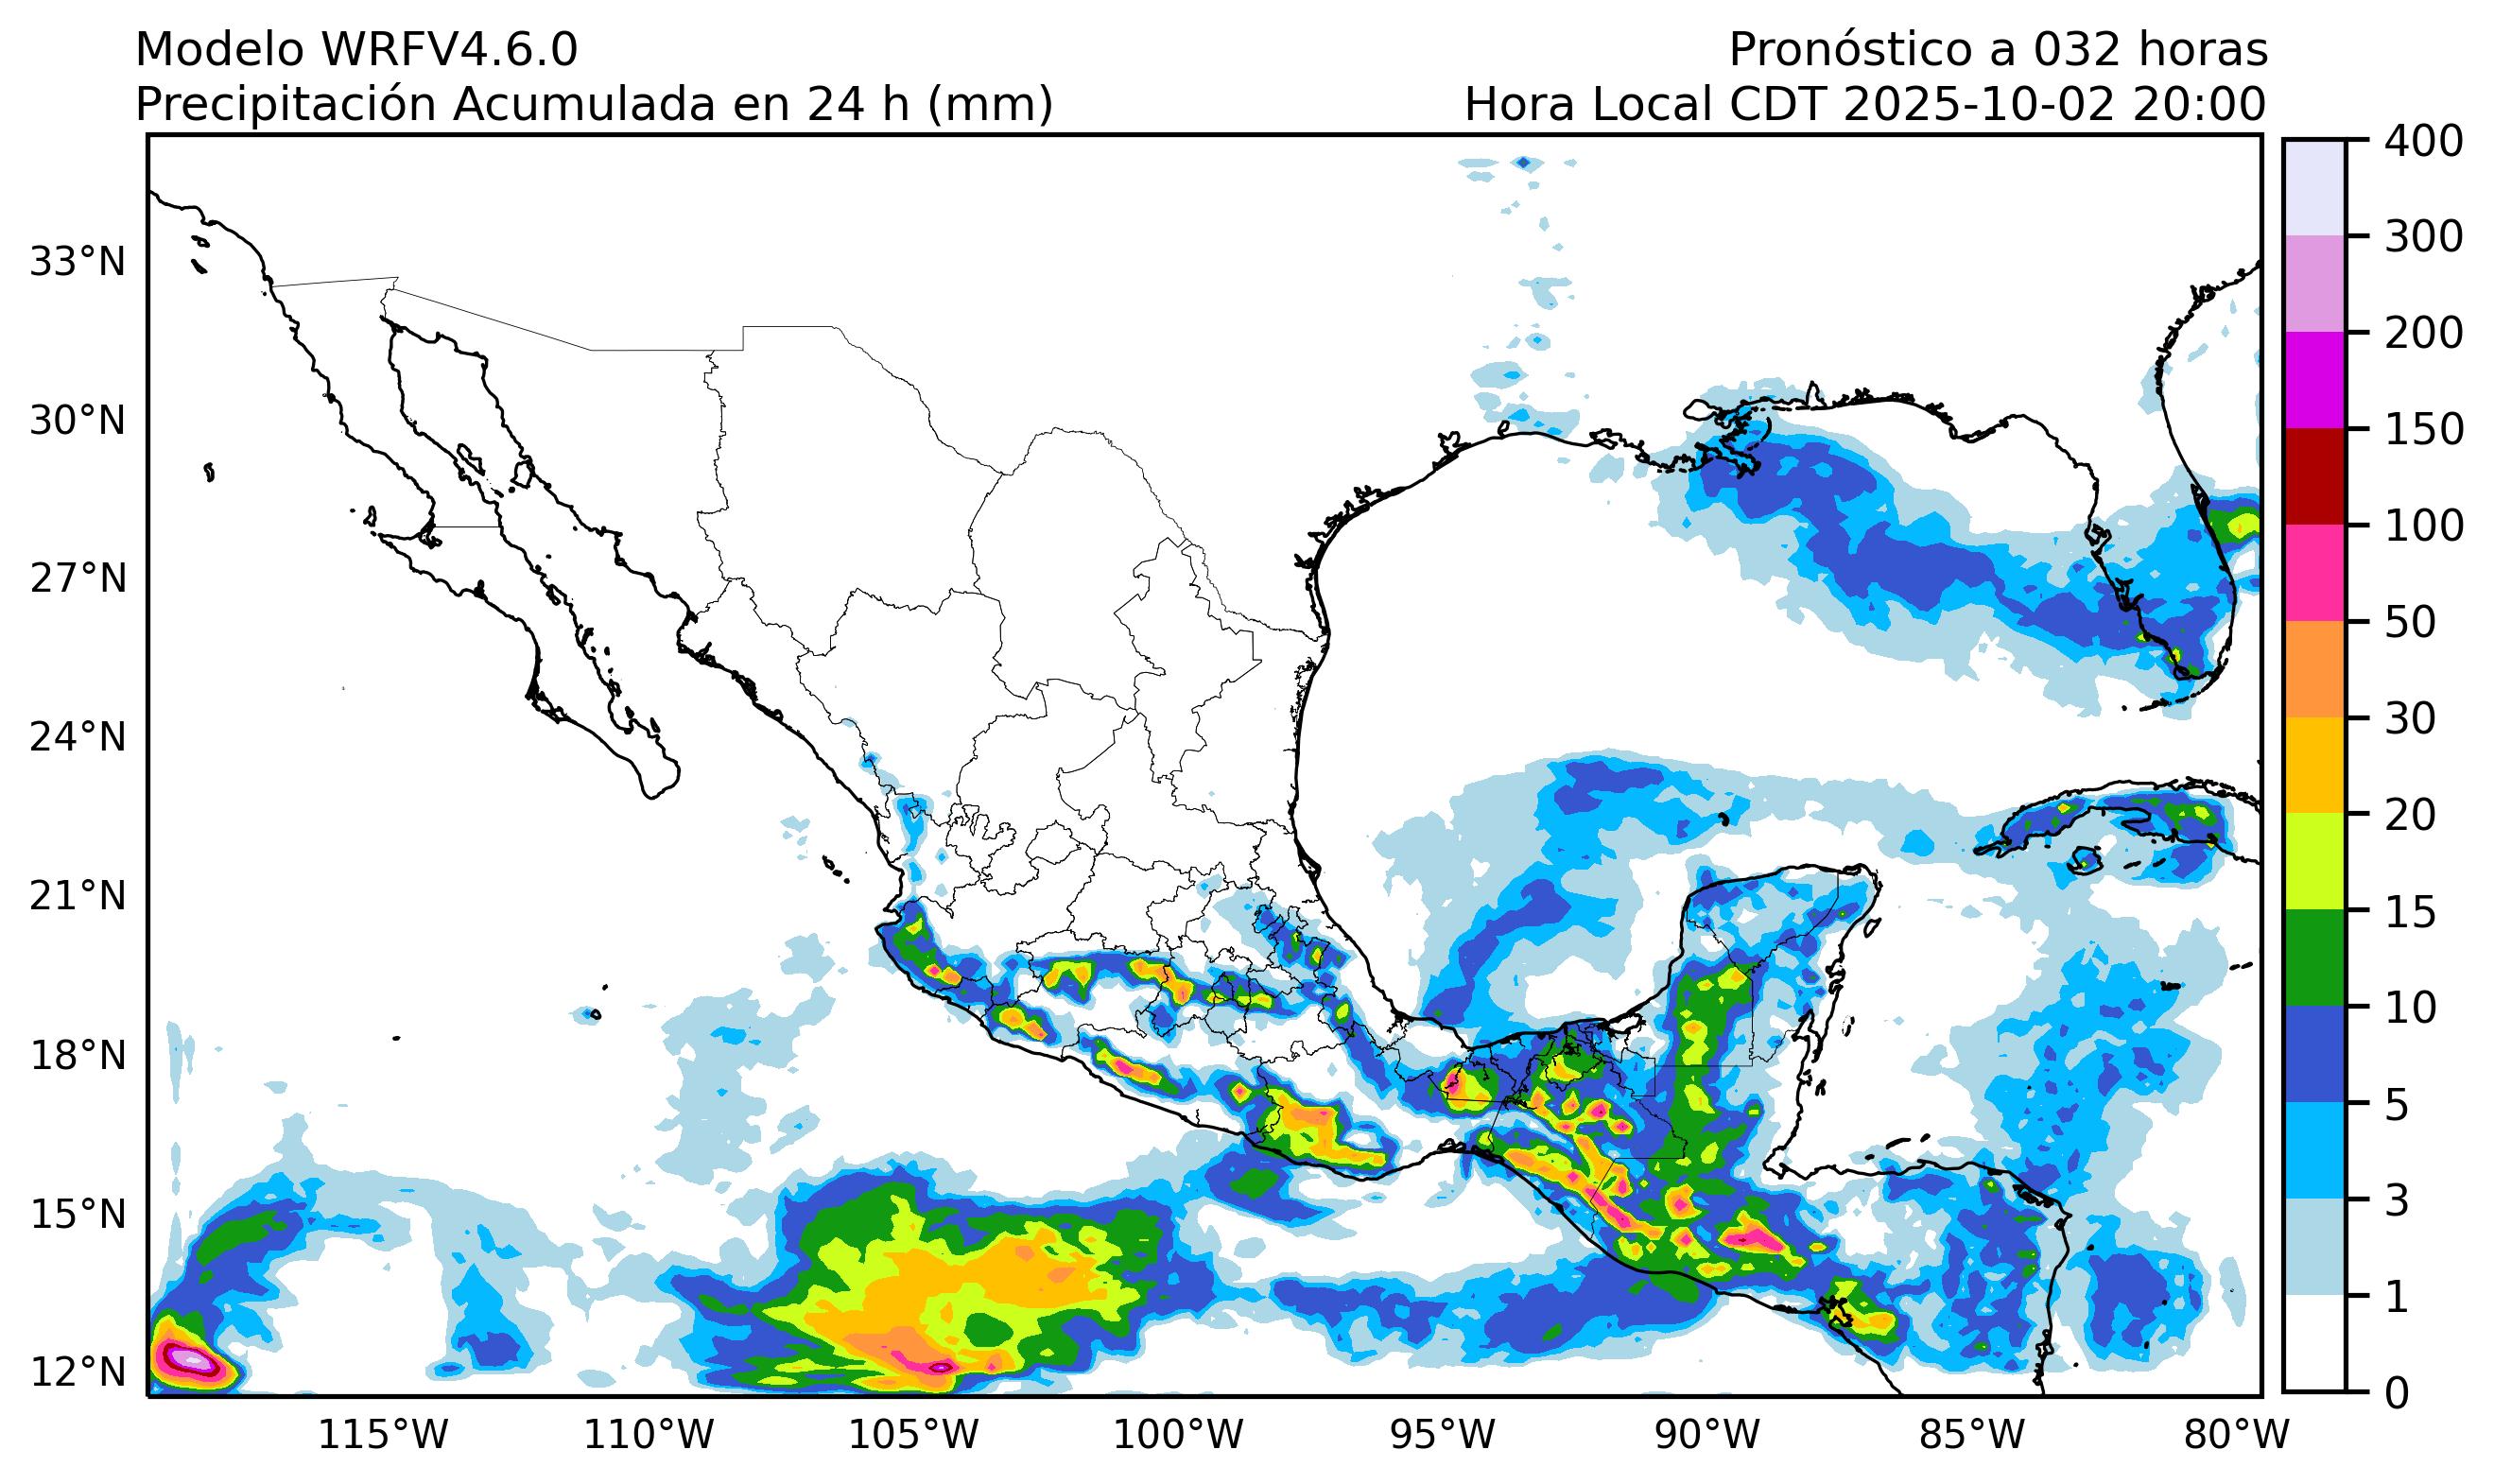 Modelo WRFV4.6.0
Pronóstico a 032 horas
Precipitación Acumulada en 24 h (mm)
Hora Local CDT 2025-10-02 20:00
400
300
200
150
100
50
30
20
15
10
5
3
1
0
33°N
30°N
27°N
24°N
21°N
18°N
15°N
12°N
115°W
110°W
105°W
100°W
95°W
90°W
85°W
80°W